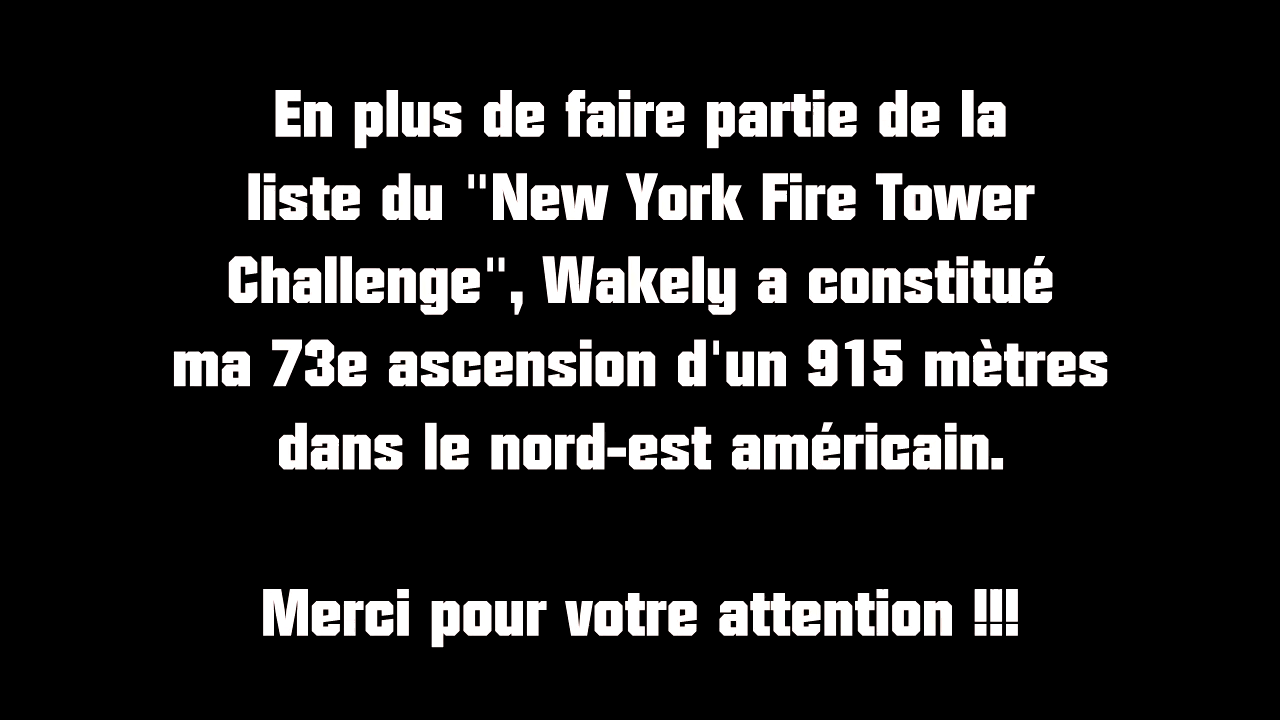 En plus de faire partie de la
liste du "New York Fire Tower
Challenge", Wakely a constitué
ma 73e ascension d'un 915 mètres
dans le nord-est américain.
Merci pour votre attention !!!